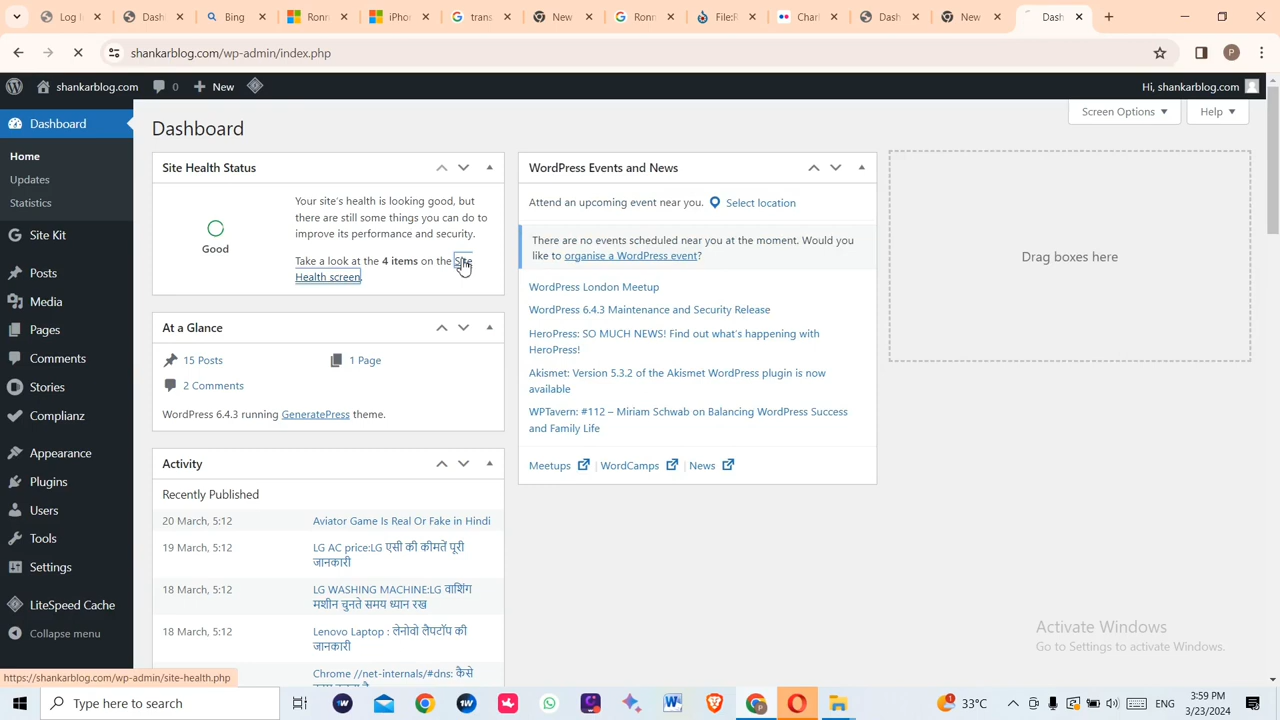 Log I
Dash
Bing
Ronn
iPhor
trans
New
Ronn
File:R
Chan
Dash
New
Dash
shankarblog.com/wp-admin/index.php
P
shankarblog.com 0 New
Hi, shankarblog.com
Screen Options
Help
Dashboard
Home
Updates
Statistics
Site Kit
Posts
Media
Pages
Comments
Stories
Complianz
Appearance
Plugins
Users
Tools
Settings
LiteSpeed Cache
Collapse menu
Dashboard
Site Health Status
Good
Your site's health is looking good, but
there are still some things you can do to
improve its performance and security.
Take a look at the 4 items on the Site
Health screen.
At a Glance
15 Posts
1 Page
2 Comments
WordPress 6.4.3 running GeneratePress theme.
Activity
Recently Published
20 March, 5:12 Aviator Game Is Real Or Fake in Hindi
19 March, 5:12 LG AC price:LG एसी की कीमतें पूरी
जानकारी
18 March, 5:12 LG WASHING MACHINE:LG वाशिंग
मशीन चुनते समय ध्यान रख
18 March, 5:12 Lenovo Laptop : लेनोवो लैपटॉप की
जानकारी
Chrome //net-internals/#dns: कैसे
WordPress Events and News
Attend an upcoming event near you. Select location
There are no events scheduled near you at the moment. Would you
like to organise a WordPress event?
WordPress London Meetup
WordPress 6.4.3 Maintenance and Security Release
HeroPress: SO MUCH NEWS! Find out what's happening with
HeroPress!
Akismet: Version 5.3.2 of the Akismet WordPress plugin is now
available
WPTavern: #112 – Miriam Schwab on Balancing WordPress Success
and Family Life
Meetups | WordCamps | News
Drag boxes here
Activate Windows
Go to Settings to activate Windows.
https://shankarblog.com/wp-admin/site-health.php
Type here to search
33°C
ENG
3:59 PM
3/23/2024